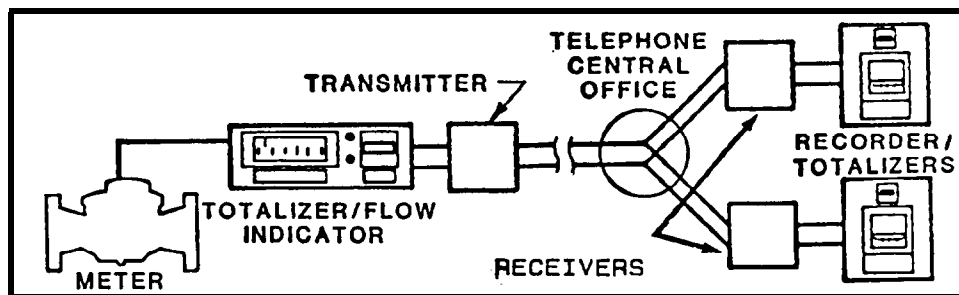 TELEPHONE
CENTRAL
OFFICE
TRANSMITTER
RECORDER/
TOTALIZERS
TOTALIZER/FLOW
INDICATOR
RECEIVERS
METER